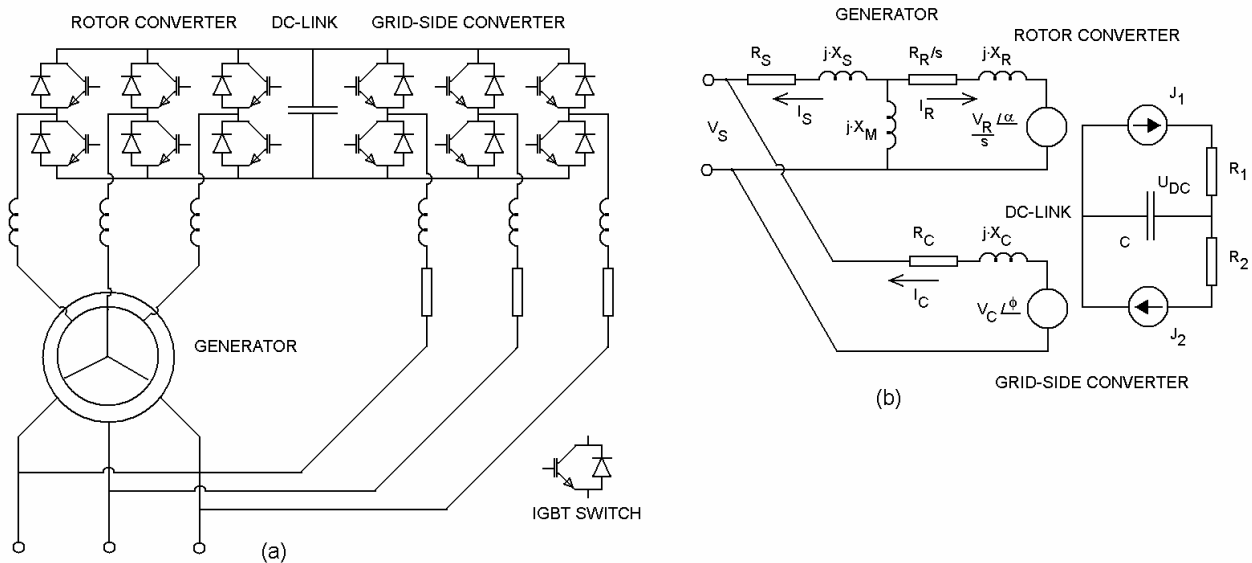 ROTOR CONVERTER
DC-LINK
GRID-SIDE CONVERTER
GENERATOR
IGBT SWITCH
(a)
GENERATOR
ROTOR CONVERTER
R_S
j·X_S
R_R/s
j·X_R
I_S
I_R
j·X_M
V_S
V_R/s ∠α
J_1
R_1
U_DC
DC-LINK
C
R_2
J_2
R_C
j·X_C
I_C
V_C ∠ϕ
GRID-SIDE CONVERTER
(b)